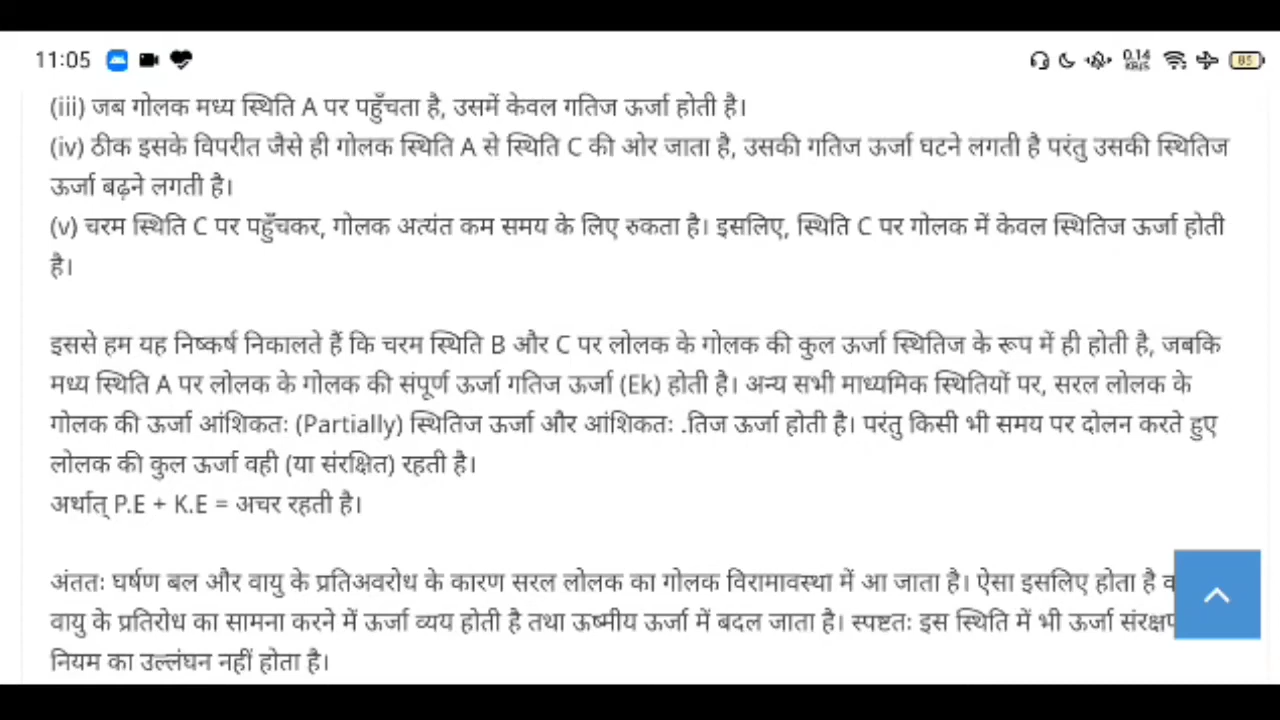 11:05
0.14
KB/S
85
(iii) जब गोलक मध्य स्थिति A पर पहुँचता है, उसमें केवल गतिज ऊर्जा होती है।
(iv) ठीक इसके विपरीत जैसे ही गोलक स्थिति A से स्थिति C की ओर जाता है, उसकी गतिज ऊर्जा घटने लगती है परंतु उसकी स्थितिज
ऊर्जा बढ़ने लगती है।
(v) चरम स्थिति C पर पहुँचकर, गोलक अत्यंत कम समय के लिए रुकता है। इसलिए, स्थिति C पर गोलक में केवल स्थितिज ऊर्जा होती
है।
इससे हम यह निष्कर्ष निकालते हैं कि चरम स्थिति B और C पर लोलक के गोलक की कुल ऊर्जा स्थितिज के रूप में ही होती है, जबकि
मध्य स्थिति A पर लोलक के गोलक की संपूर्ण ऊर्जा गतिज ऊर्जा (Ek) होती है। अन्य सभी माध्यमिक स्थितियों पर, सरल लोलक के
गोलक की ऊर्जा आंशिकतः (Partially) स्थितिज ऊर्जा और आंशिकतः .तिज ऊर्जा होती है। परंतु किसी भी समय पर दोलन करते हुए
लोलक की कुल ऊर्जा वही (या संरक्षित) रहती है।
अर्थात् P.E + K.E = अचर रहती है।
अंततः घर्षण बल और वायु के प्रतिअवरोध के कारण सरल लोलक का गोलक विरामावस्था में आ जाता है। ऐसा इसलिए होता है
वायु के प्रतिरोध का सामना करने में ऊर्जा व्यय होती है तथा ऊष्मीय ऊर्जा में बदल जाता है। स्पष्टतः इस स्थिति में भी ऊर्जा
नियम का उल्लंघन नहीं होता है।